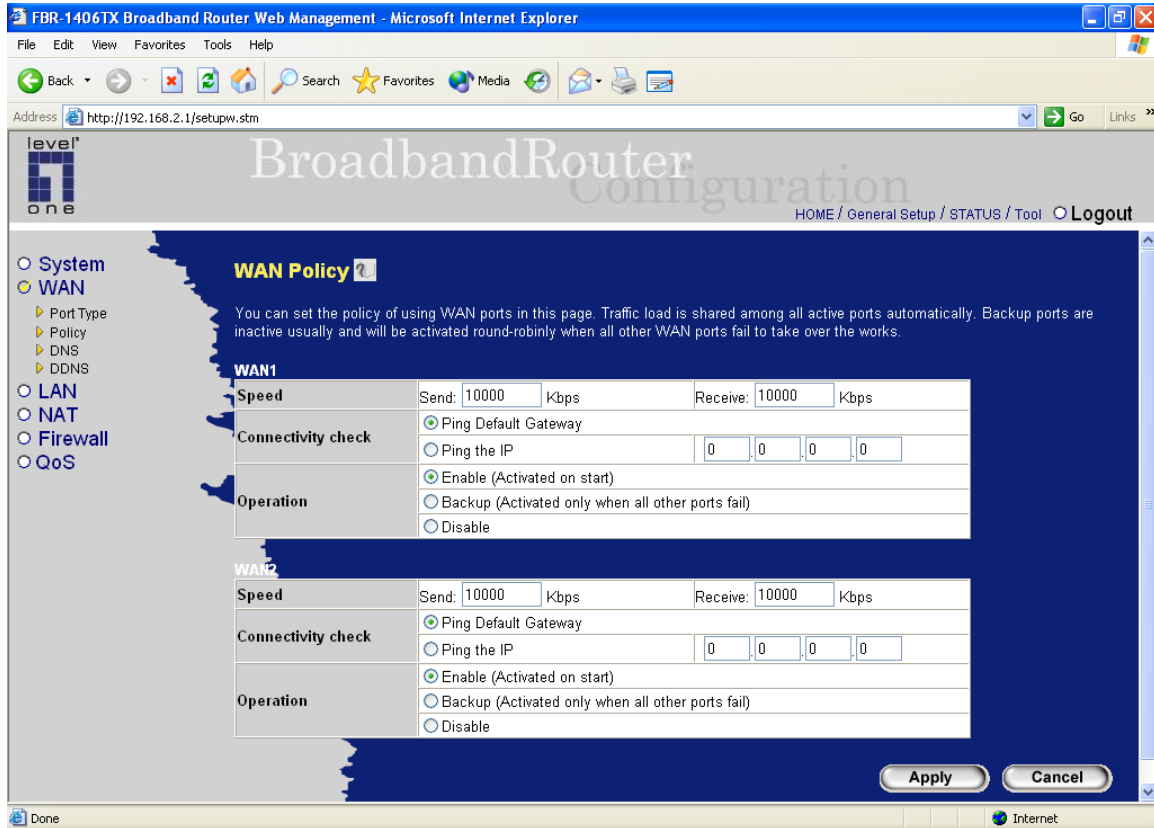 FBR-1406TX Broadband Router Web Management - Microsoft Internet Explorer
File Edit View Favorites Tools Help
Back Search Favorites Media
Address http://192.168.2.1/setupw.stm Go Links »
level one
BroadbandRouter
Configuration
HOME / General Setup / STATUS / Tool Logout
System
WAN
Port Type
Policy
DNS
DDNS
LAN
NAT
Firewall
QoS
WAN Policy
You can set the policy of using WAN ports in this page. Traffic load is shared among all active ports automatically. Backup ports are
inactive usually and will be activated round-robinly when all other WAN ports fail to take over the works.
WAN1
Speed Send: 10000 Kbps Receive: 10000 Kbps
Connectivity check
Ping Default Gateway
Ping the IP 0 .0 .0 .0
Operation
Enable (Activated on start)
Backup (Activated only when all other ports fail)
Disable
WAN2
Speed Send: 10000 Kbps Receive: 10000 Kbps
Connectivity check
Ping Default Gateway
Ping the IP 0 .0 .0 .0
Operation
Enable (Activated on start)
Backup (Activated only when all other ports fail)
Disable
Apply Cancel
Done Internet